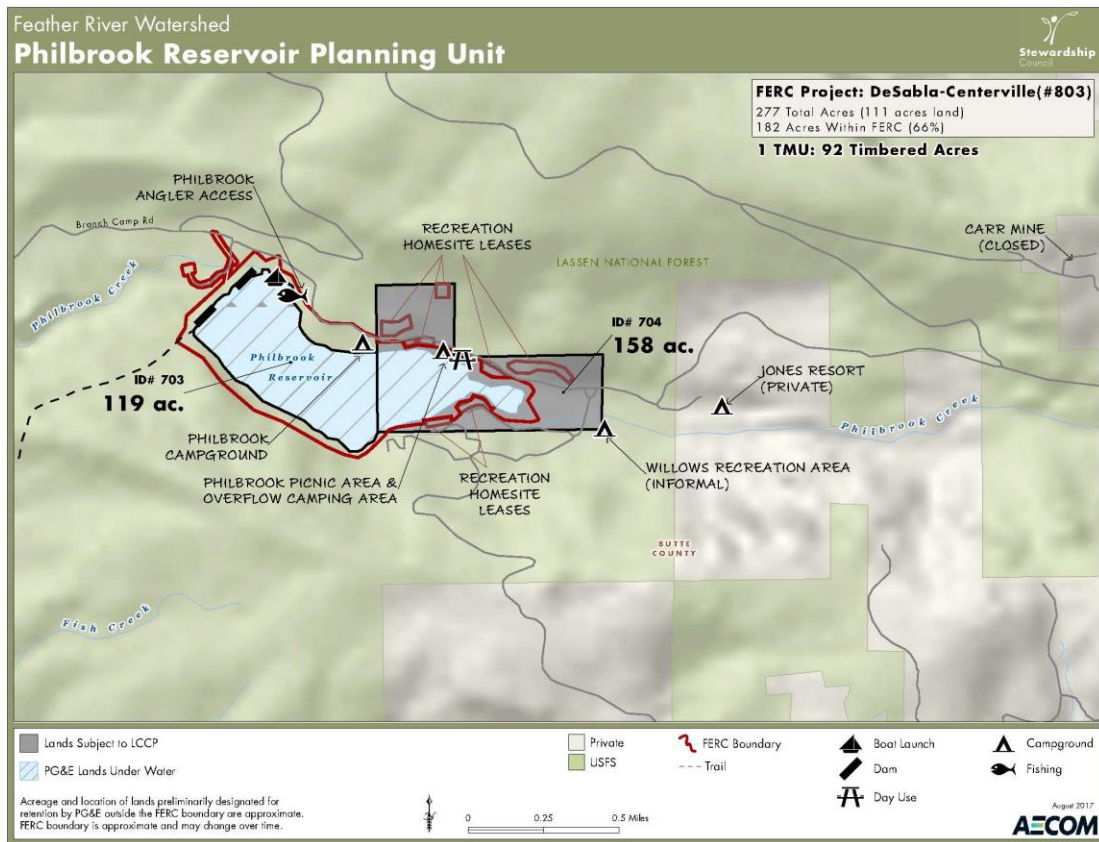 Feather River Watershed
Philbrook Reservoir Planning Unit
Stewardship
Council
FERC Project: DeSabla-Centerville(#803)
277 Total Acres (111 acres land)
182 Acres Within FERC (66%)
1 TMU: 92 Timbered Acres
PHILBROOK
ANGLER ACCESS
Branch Camp Rd
RECREATION
HOMESITE LEASES
CARR MINE
(CLOSED)
LASSEN NATIONAL FOREST
Philbrook Creek
ID# 704
158 ac.
Philbrook
Reservoir
ID# 703
119 ac.
JONES RESORT
(PRIVATE)
Philbrook Creek
PHILBROOK
CAMPGROUND
PHILBROOK PICNIC AREA &
OVERFLOW CAMPING AREA
RECREATION
HOMESITE
LEASES
WILLOWS RECREATION AREA
(INFORMAL)
BUTTE
COUNTY
Fish Creek
Lands Subject to LCCP
PG&E Lands Under Water
Private
USFS
FERC Boundary
Trail
Boat Launch
Dam
Day Use
Campground
Fishing
Acreage and location of lands preliminarily designated for
retention by PG&E outside the FERC boundary are approximate.
FERC boundary is approximate and may change over time.
0 0.25 0.5 Miles
August 2017
AECOM